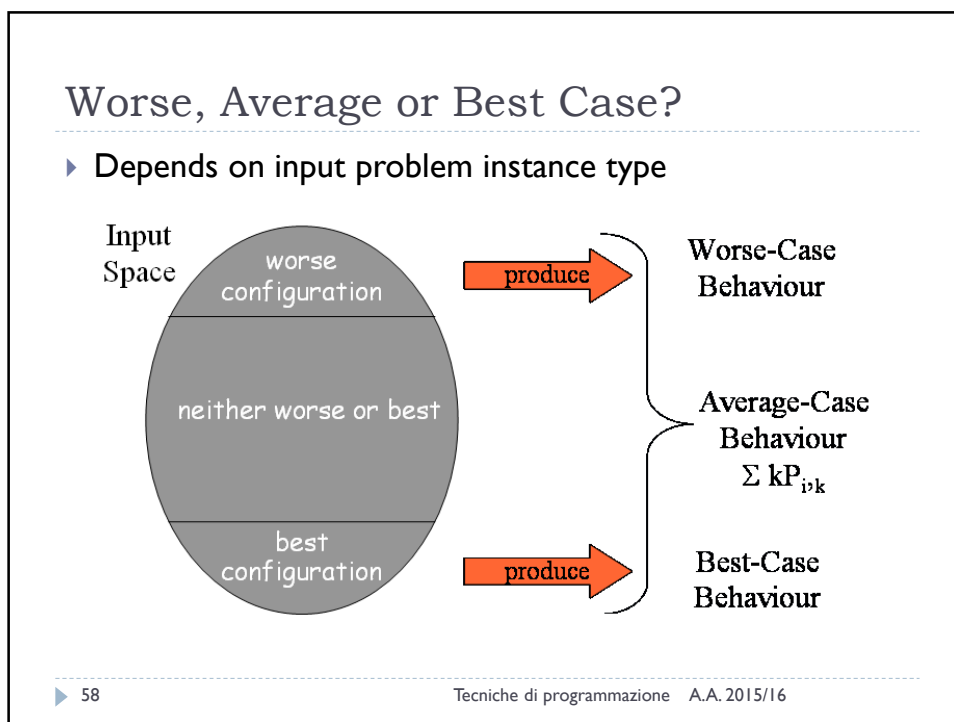 Worse, Average or Best Case?
Depends on input problem instance type
Input
Space
worse
configuration
neither worse or best
best
configuration
produce
produce
Worse-Case
Behaviour
Average-Case
Behaviour
Σ kPi,k
Best-Case
Behaviour
58
Tecniche di programmazione A.A. 2015/16